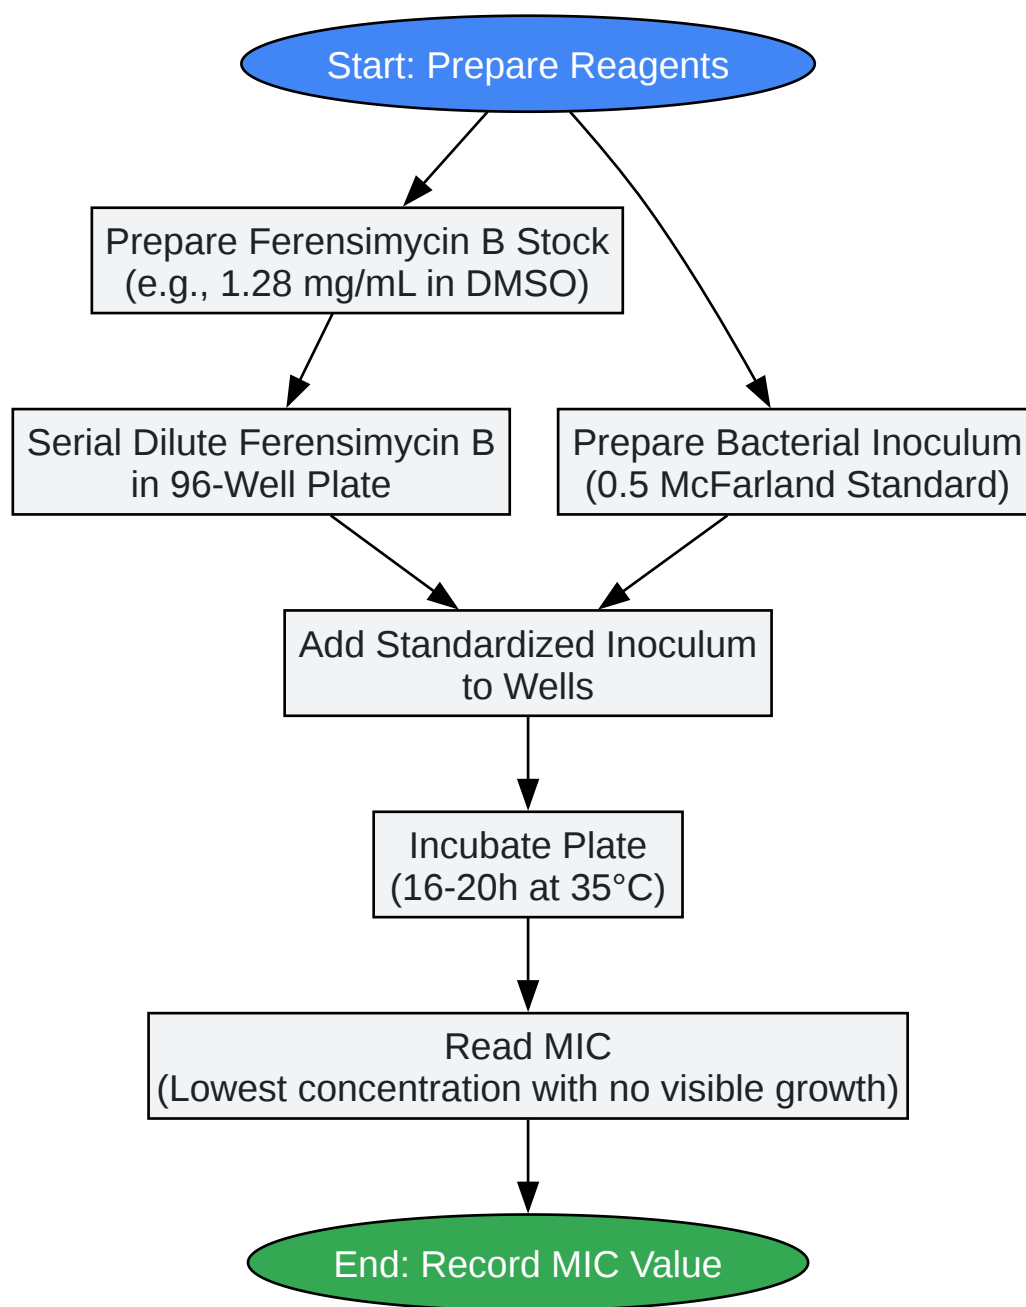 Start: Prepare Reagents
Prepare Ferensimycin B Stock
(e.g., 1.28 mg/mL in DMSO)
Serial Dilute Ferensimycin B
in 96-Well Plate
Prepare Bacterial Inoculum
(0.5 McFarland Standard)
Add Standardized Inoculum
to Wells
Incubate Plate
(16-20h at 35°C)
Read MIC
(Lowest concentration with no visible growth)
End: Record MIC Value